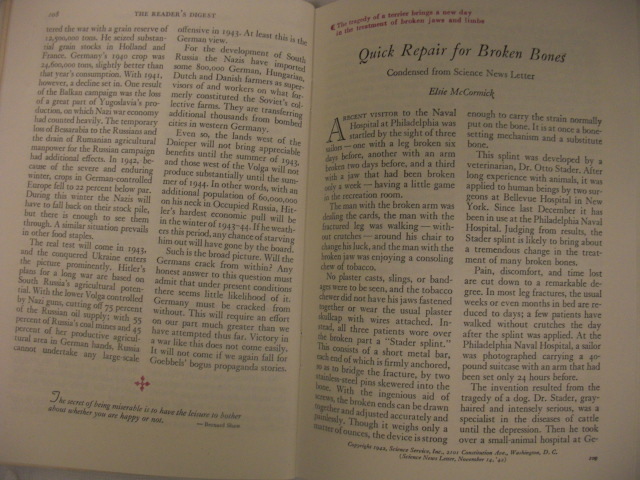 108
THE READER'S DIGEST
tered the war with a grain reserve of
12,950,000 tons. He seized substan-
tial grain stocks in Holland and
France. Germany's 1940 crop was
24,000,000 tons, slightly better than
that year's consumption. With 1941,
however, a decline set in. One result
of the Balkan campaign was the loss
of a great part of Yugoslavia's pro-
duction, on which Nazi war economy
had counted heavily. The temporary
loss of Bessarabia to the Russians and
the drain of Rumanian agricultural
manpower for the Russian campaign
had additional effects. In 1942, be-
cause of the severe and enduring
winter, crops in German-controlled
Europe fell to 22 percent below par.
During this winter the Nazis will
have to fall back on their stock pile,
but there is enough to see them
through. A similar situation prevails
in other food staples.
The real test will come in 1943,
and the conquered Ukraine enters
the picture prominently. Hitler's
plans for a long war are based on
South Russia's agricultural poten-
tial. With the lower Volga controlled
by Nazi guns, cutting off 75 percent
of the Russian oil supply; with 55
percent of Russia's coal mines and 45
percent of her productive agricul-
tural area in German hands, Russia
cannot undertake any large-scale
offensive in 1943. At least this is the
German view.
For the development of South
Russia the Nazis have imported
some 800,000 German, Hungarian,
Dutch and Danish farmers as super-
visors of and workers on what for-
merly constituted the Soviet's col-
lective farms. They are transferring
additional thousands from bombed
cities in western Germany.
Even so, the lands west of the
Dnieper will not bring appreciable
benefits until the summer of 1943,
and those west of the Volga will not
produce substantially until the sum-
mer of 1944. In other words, with an
additional population of 60,000,000
on his neck in Occupied Russia, Hit-
ler's hardest economic pull will be
in the winter of 1943-44. If he weath-
ers this period, any chance of starving
him out will have gone by the board.
Such is the broad picture. Will the
Germans crack from within? Any
honest answer to this question must
admit that under present conditions
there seems little likelihood of it.
Germany must be cracked from
without. This will require an effort
on our part much greater than we
have attempted thus far. Victory in
a war like this does not come easily.
It will not come if we again fall for
Goebbels' bogus propaganda stories.
The secret of being miserable is to have the leisure to bother
about whether you are happy or not.
— Bernard Shaw
The tragedy of a terrier brings a new day
in the treatment of broken jaws and limbs
Quick Repair for Broken Bones
Condensed from Science News Letter
Elsie McCormick
A RECENT VISITOR to the Naval
Hospital at Philadelphia was
startled by the sight of three
sailors — one with a leg broken six
days before, another with an arm
broken two days before, and a third
with a jaw that had been broken
only a week — having a little game
in the recreation room.
The man with the broken arm was
dealing the cards, the man with the
fractured leg was walking — with-
out crutches — around his chair to
change his luck, and the man with the
broken jaw was enjoying a consoling
chew of tobacco.
No plaster casts, slings, or band-
ages were to be seen, and the tobacco
chewer did not have his jaws fastened
together or wear the usual plaster
skullcap with wires attached. In-
stead, all three patients wore over
the broken part a "Stader splint."
This consists of a short metal bar,
each end of which is firmly anchored,
so as to bridge the fracture, by two
stainless-steel pins skewered into the
bone. With the ingenious aid of
screws, the broken ends can be drawn
together and adjusted accurately and
painlessly. Though it weighs only a
matter of ounces, the device is strong
enough to carry the strain normally
put on the bone. It is at once a bone-
setting mechanism and a substitute
bone.
This splint was developed by a
veterinarian, Dr. Otto Stader. After
long experience with animals, it was
applied to human beings by two sur-
geons at Bellevue Hospital in New
York. Since last December it has
been in use at the Philadelphia Naval
Hospital. Judging from results, the
Stader splint is likely to bring about
a tremendous change in the treat-
ment of many broken bones.
Pain, discomfort, and time lost
are cut down to a remarkable de-
gree. In most leg fractures, the usual
weeks or even months in bed are re-
duced to days; a few patients have
walked without crutches the day
after the splint was applied. At the
Philadelphia Naval Hospital, a sailor
was photographed carrying a 40-
pound suitcase with an arm that had
been set only 24 hours before.
The invention resulted from the
tragedy of a dog. Dr. Stader, gray-
haired and intensely serious, was a
specialist in the diseases of cattle
until the depression. Then he took
over a small-animal hospital at Ge-
Copyright 1942, Science Service, Inc., 2101 Constitution Ave., Washington, D. C.
(Science News Letter, November 14, '42)
109